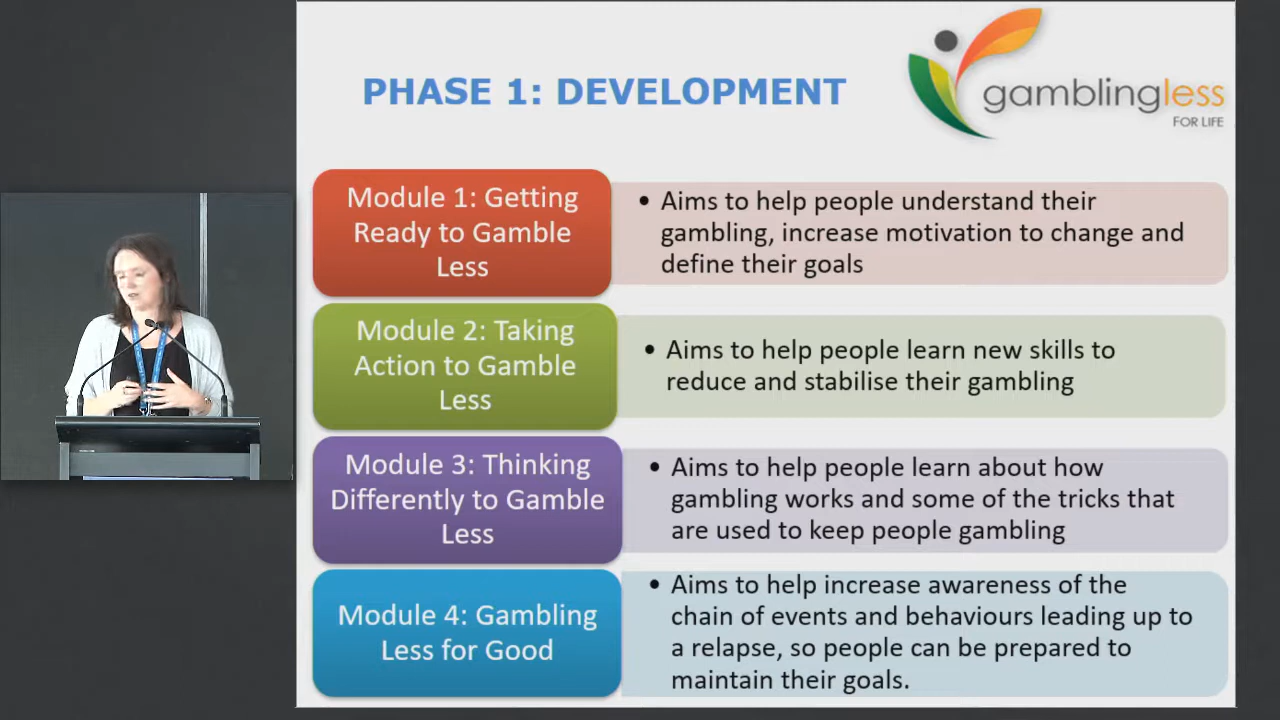 PHASE 1: DEVELOPMENT
gamblingless
FOR LIFE
Module 1: Getting
Ready to Gamble
Less
• Aims to help people understand their
gambling, increase motivation to change and
define their goals
Module 2: Taking
Action to Gamble
Less
• Aims to help people learn new skills to
reduce and stabilise their gambling
Module 3: Thinking
Differently to Gamble
Less
• Aims to help people learn about how
gambling works and some of the tricks that
are used to keep people gambling
Module 4: Gambling
Less for Good
• Aims to help increase awareness of the
chain of events and behaviours leading up to
a relapse, so people can be prepared to
maintain their goals.